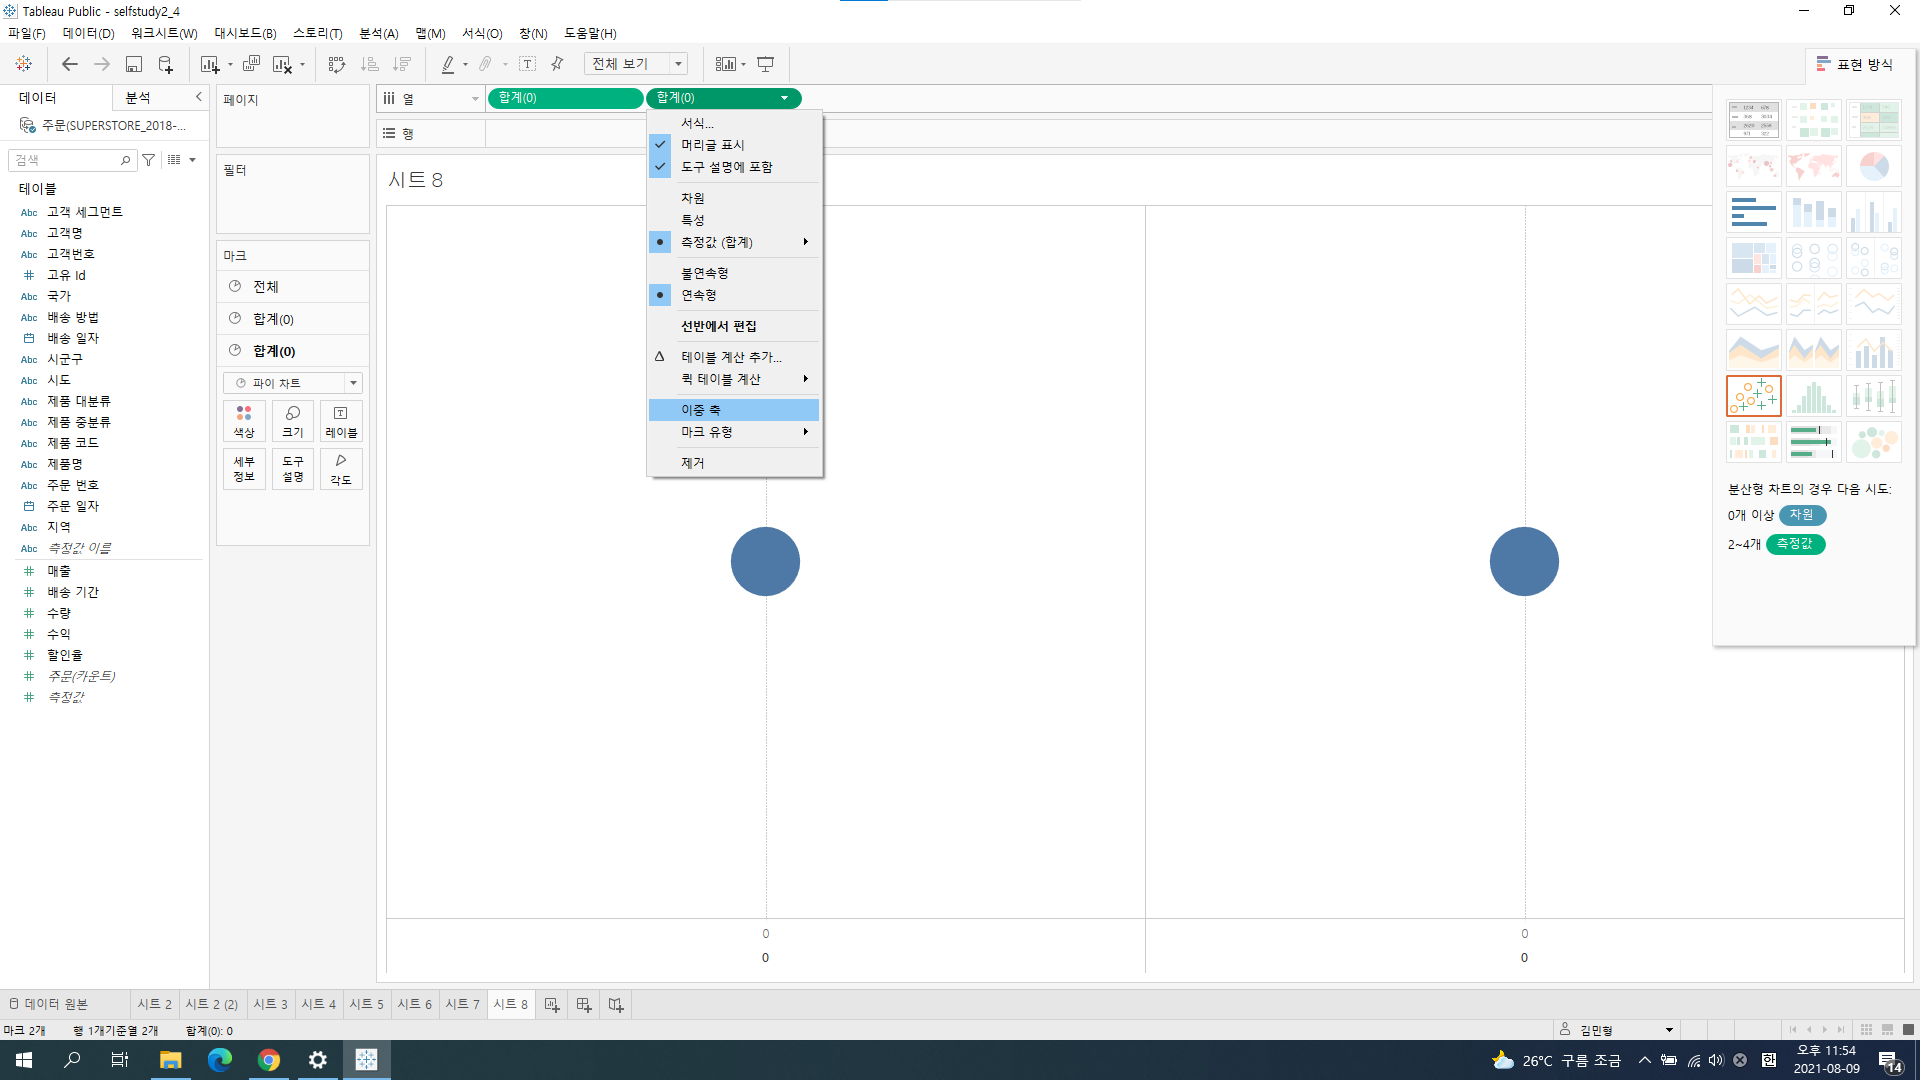 Tableau Public - selfstudy2_4
파일(F) 데이터(D) 워크시트(W) 대시보드(B) 스토리(T) 분석(A) 맵(M) 서식(O) 창(N) 도움말(H)
전체 보기
표현 방식
데이터 분석
주문(SUPERSTORE_2018-...
검색
테이블
Abc 고객 세그먼트
Abc 고객명
Abc 고객번호
# 고유 Id
Abc 국가
Abc 배송 방법
배송 일자
Abc 시군구
Abc 시도
Abc 제품 대분류
Abc 제품 중분류
Abc 제품 코드
Abc 제품명
Abc 주문 번호
주문 일자
Abc 지역
Abc 측정값 이름
# 매출
# 배송 기간
# 수량
# 수익
# 할인율
# 주문(카운트)
# 측정값
페이지
필터
마크
전체
합계(0)
합계(0)
파이 차트
색상 크기 레이블
세부 정보 도구 설명 각도
열 합계(0) 합계(0)
행
서식...
머리글 표시
도구 설명에 포함
차원
특성
측정값 (합계)
불연속형
연속형
선반에서 편집
테이블 계산 추가...
퀵 테이블 계산
이중 축
마크 유형
제거
시트 8
0 0
0 0
분산형 차트의 경우 다음 시도:
0개 이상 차원
2~4개 측정값
데이터 원본 시트 2 시트 2 (2) 시트 3 시트 4 시트 5 시트 6 시트 7 시트 8
마크 2개 행 1개기준열 2개 합계(0): 0
김민형
26°C 구름 조금
한
오후 11:54
2021-08-09
14